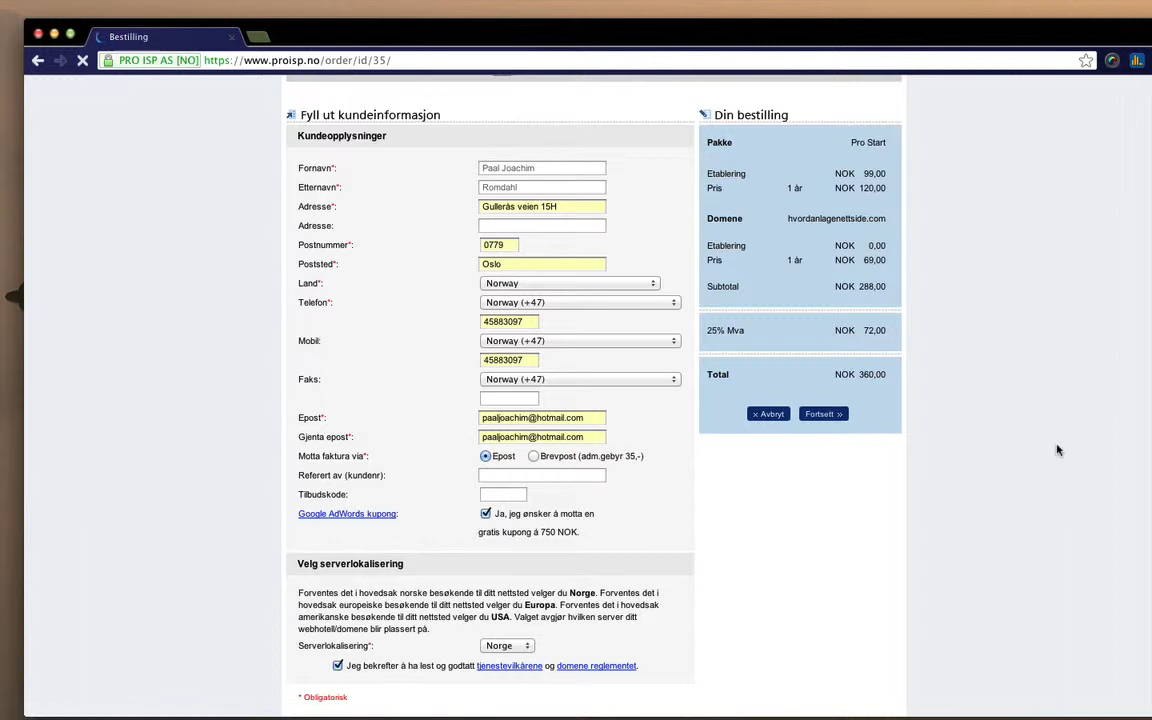 Bestilling
PRO ISP AS [NO] https://www.proisp.no/order/id/35/
Fyll ut kundeinformasjon
Kundeopplysninger
Fornavn*: Paal Joachim
Etternavn*: Romdahl
Adresse*: Gullerås veien 15H
Adresse:
Postnummer*: 0779
Poststed*: Oslo
Land*: Norway
Telefon*: Norway (+47)
45883097
Mobil: Norway (+47)
45883097
Faks: Norway (+47)
Epost*: paaljoachim@hotmail.com
Gjenta epost*: paaljoachim@hotmail.com
Motta faktura via*: Epost Brevpost (adm.gebyr 35,-)
Referert av (kundenr):
Tilbudskode:
Google AdWords kupong: Ja, jeg ønsker å motta en
gratis kupong á 750 NOK.
Velg serverlokalisering
Forventes det i hovedsak norske besøkende til ditt nettsted velger du Norge. Forventes det i
hovedsak europeiske besøkende til ditt nettsted velger du Europa. Forventes det i hovedsak
amerikanske besøkende til ditt nettsted velger du USA. Valget avgjør hvilken server ditt
webhotell/domene blir plassert på.
Serverlokalisering*: Norge
Jeg bekrefter å ha lest og godtatt tjenestevilkårene og domene reglementet.
* Obligatorisk
Din bestilling
Pakke Pro Start
Etablering NOK 99,00
Pris 1 år NOK 120,00
Domene hvordanlagenettside.com
Etablering NOK 0,00
Pris 1 år NOK 69,00
Subtotal NOK 288,00
25% Mva NOK 72,00
Total NOK 360,00
× Avbryt Fortsett »